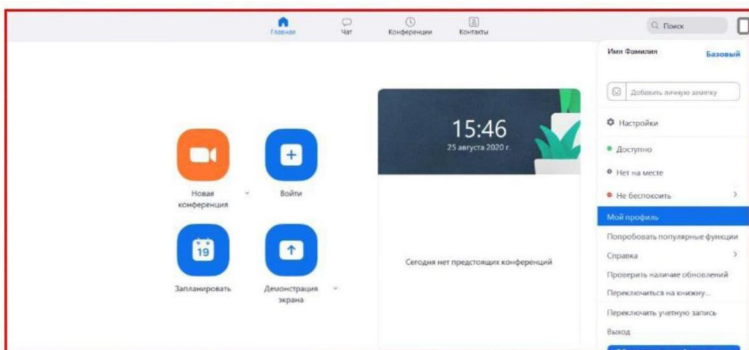 Главная
Чат
Конференции
Контакты
Поиск
Имя Фамилия
Базовый
Добавить личную заметку
Настройки
Доступно
Нет на месте
Не беспокоить
Мой профиль
Попробовать популярные функции
Справка
Проверить наличие обновлений
Переключиться на книжну...
Переключить учетную запись
Выход
Новая
конференция
Войти
19
Запланировать
Демонстрация
экрана
15:46
25 августа 2020 г.
Сегодня нет предстоящих конференций